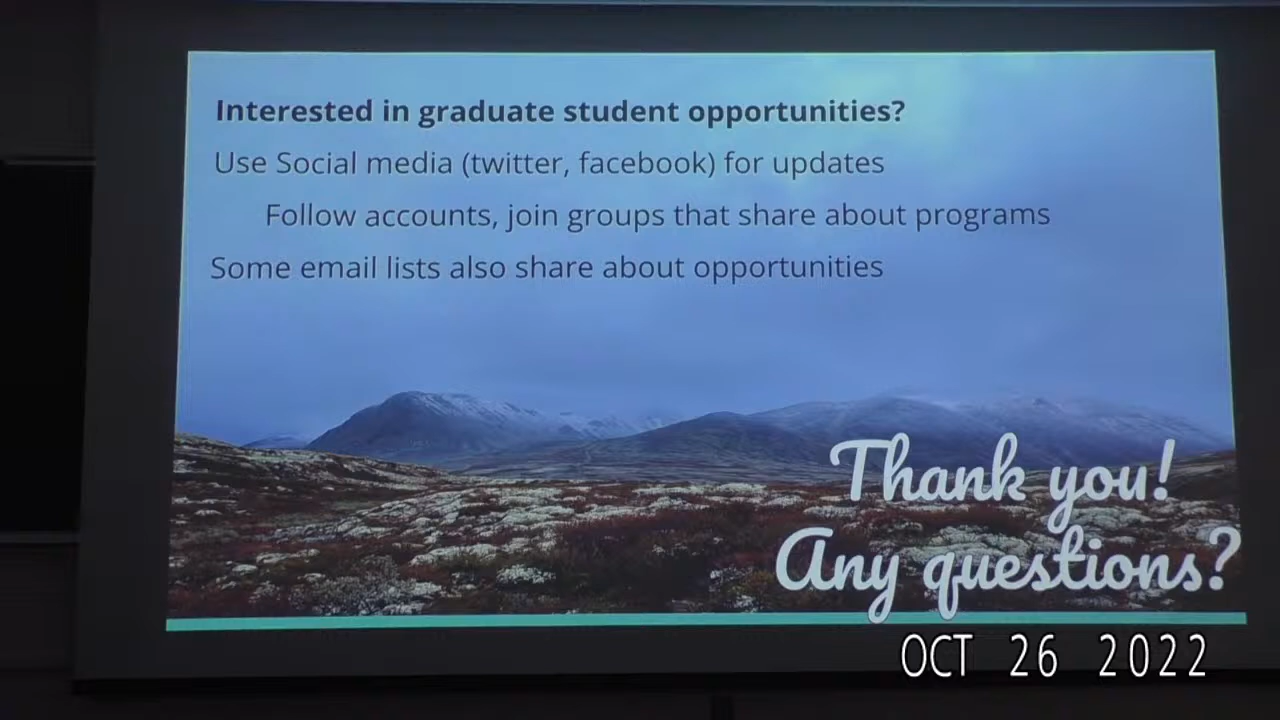 Interested in graduate student opportunities?
Use Social media (twitter, facebook) for updates
Follow accounts, join groups that share about programs
Some email lists also share about opportunities
Thank you!
Any questions?
OCT 26 2022